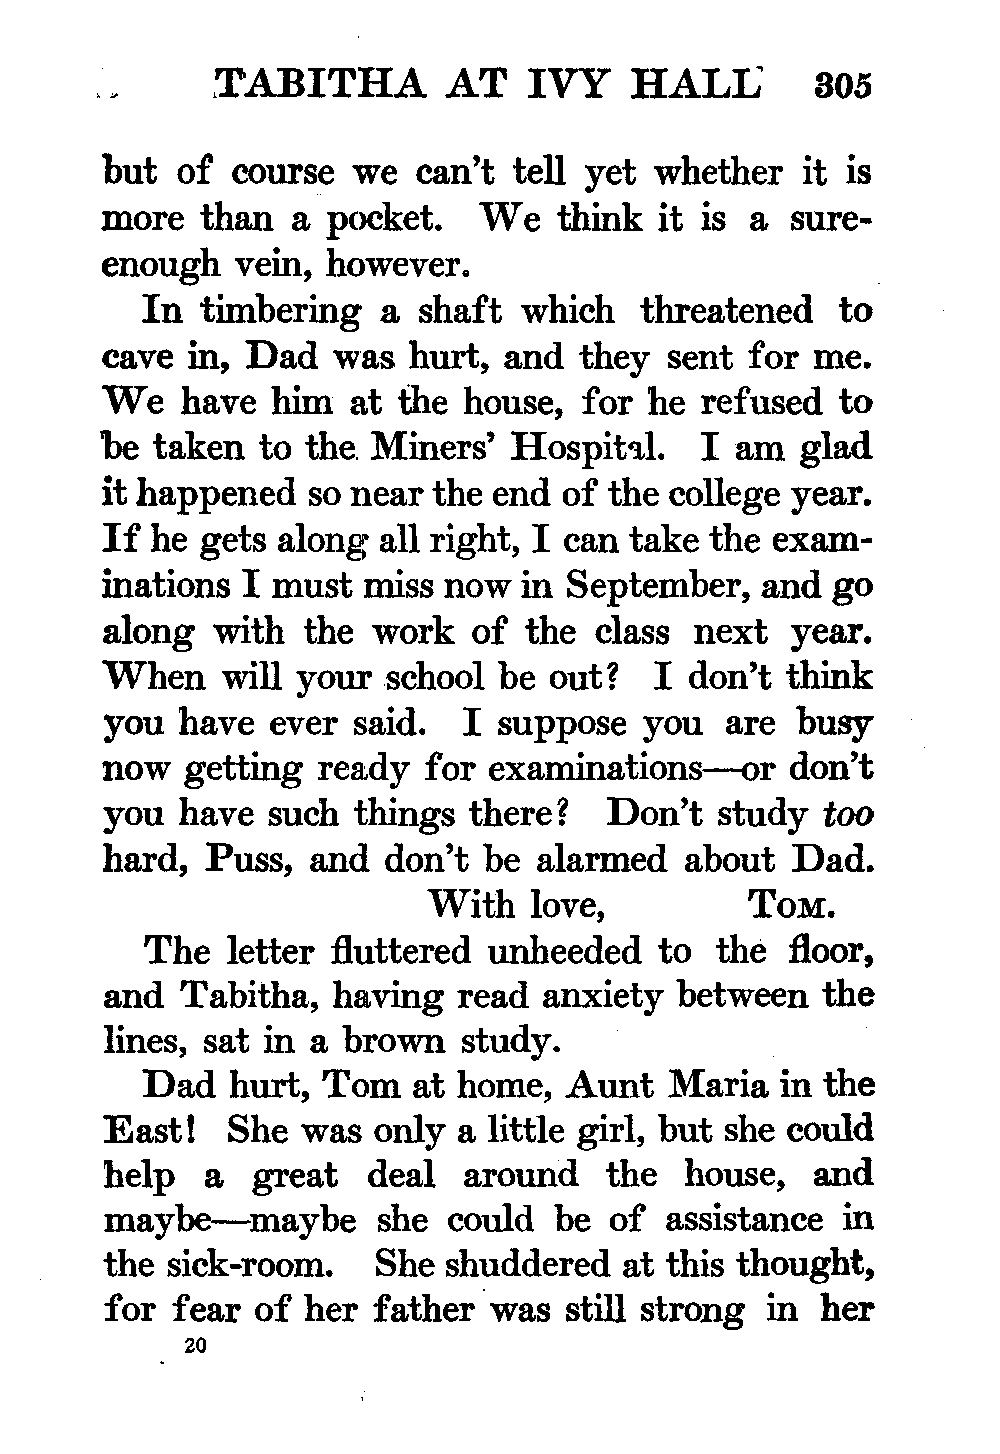 TABITHA AT IVY HALL 305
but of course we can't tell yet whether it is
more than a pocket. We think it is a sure-
enough vein, however.
In timbering a shaft which threatened to
cave in, Dad was hurt, and they sent for me.
We have him at the house, for he refused to
be taken to the Miners' Hospital. I am glad
it happened so near the end of the college year.
If he gets along all right, I can take the exam-
inations I must miss now in September, and go
along with the work of the class next year.
When will your school be out? I don't think
you have ever said. I suppose you are busy
now getting ready for examinations—or don't
you have such things there? Don't study too
hard, Puss, and don't be alarmed about Dad.
With love, TOM.
The letter fluttered unheeded to the floor,
and Tabitha, having read anxiety between the
lines, sat in a brown study.
Dad hurt, Tom at home, Aunt Maria in the
East! She was only a little girl, but she could
help a great deal around the house, and
maybe—maybe she could be of assistance in
the sick-room. She shuddered at this thought,
for fear of her father was still strong in her
20